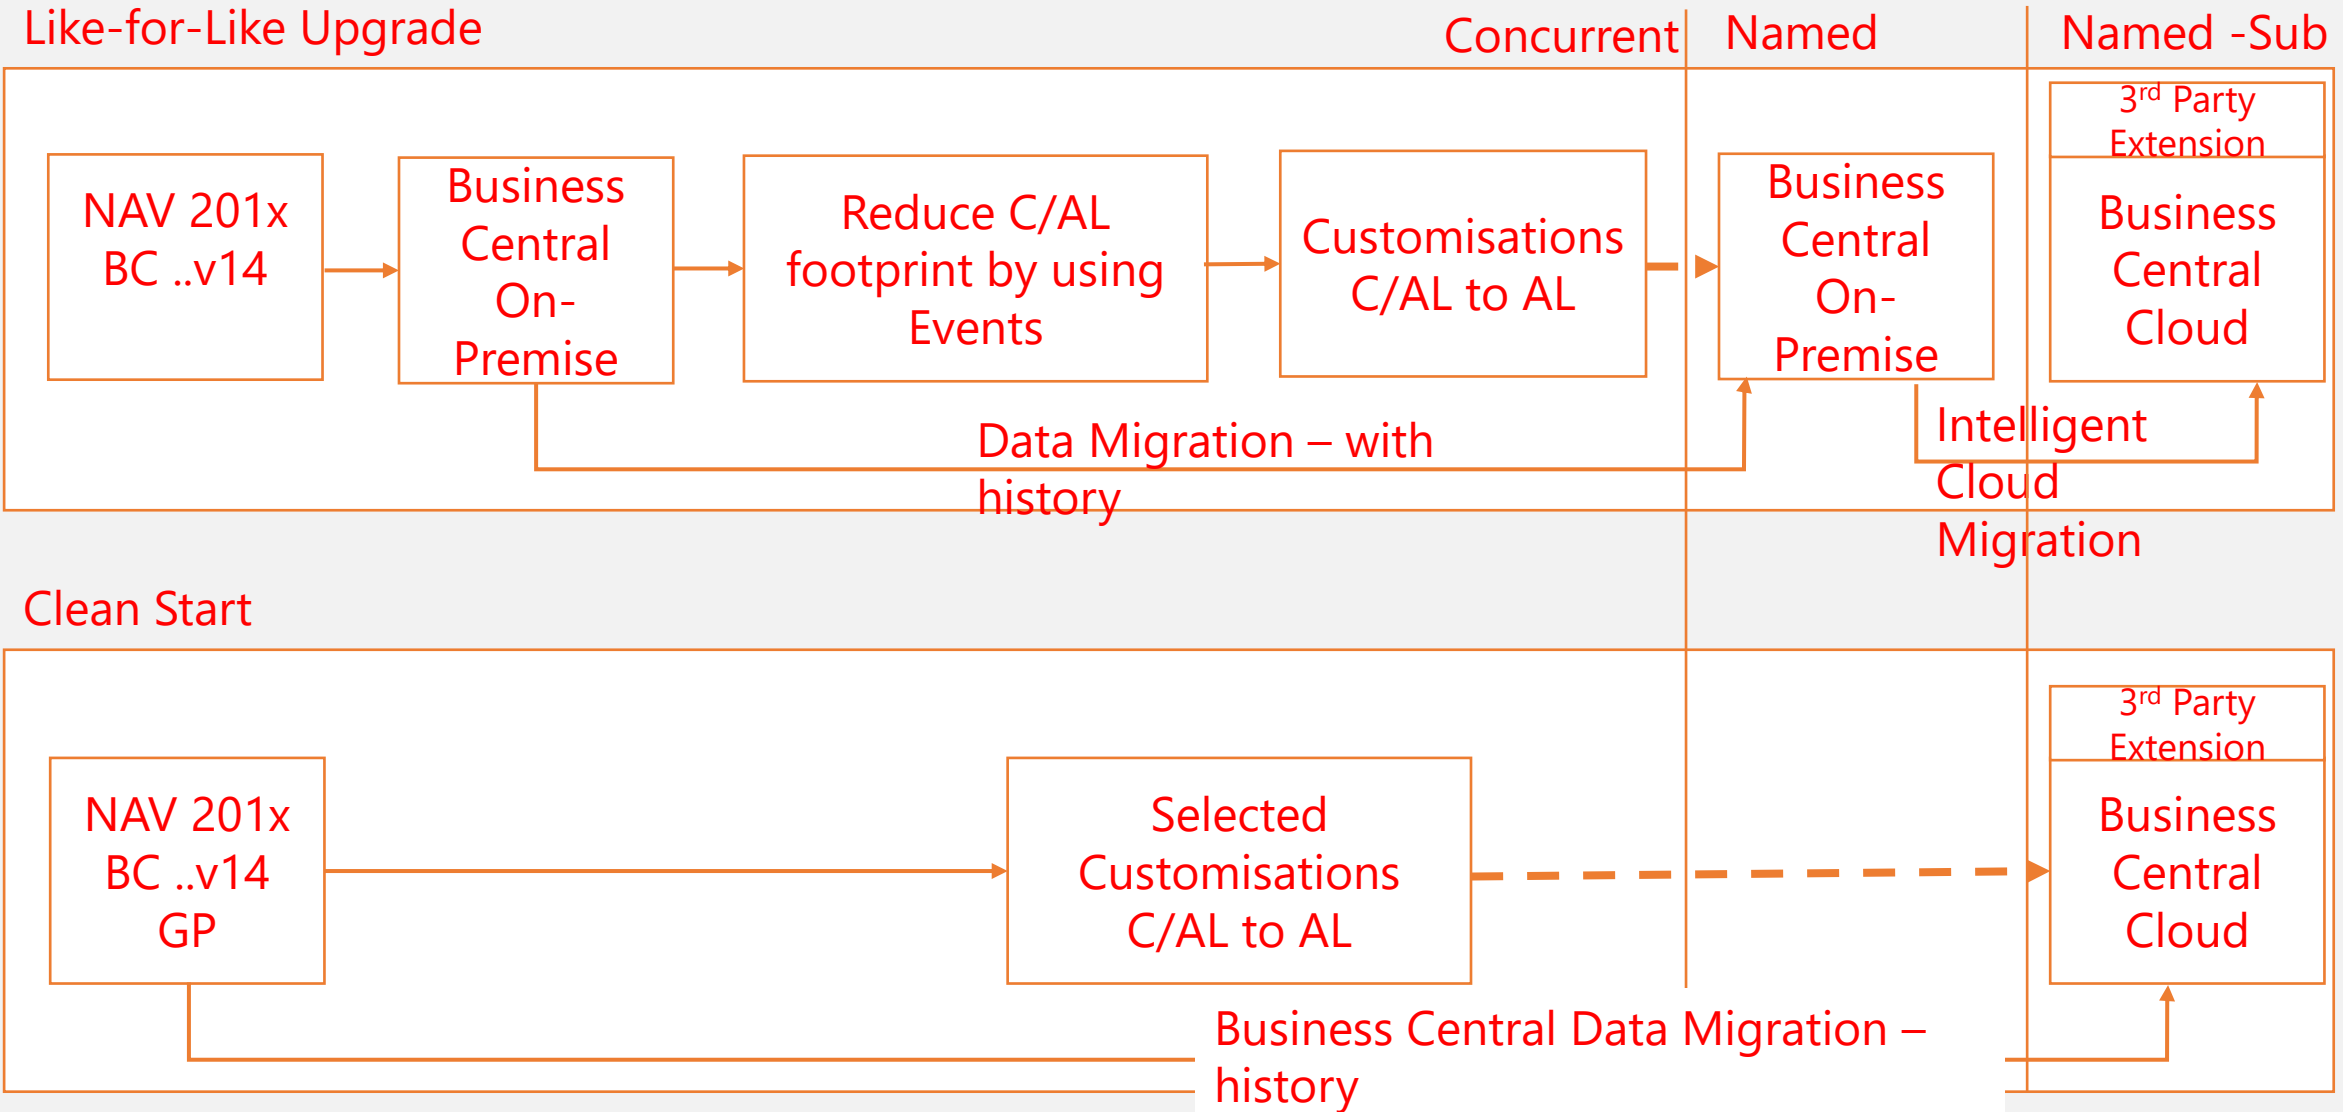 Like-for-Like Upgrade
Concurrent
Named
Named -Sub
NAV 201x
BC ..v14
Business
Central
On-
Premise
Reduce C/AL
footprint by using
Events
Customisations
C/AL to AL
Business
Central
On-
Premise
3rd Party
Extension
Business
Central
Cloud
Data Migration – with
history
Intelligent
Cloud
Migration
Clean Start
NAV 201x
BC ..v14
GP
Selected
Customisations
C/AL to AL
3rd Party
Extension
Business
Central
Cloud
Business Central Data Migration –
history